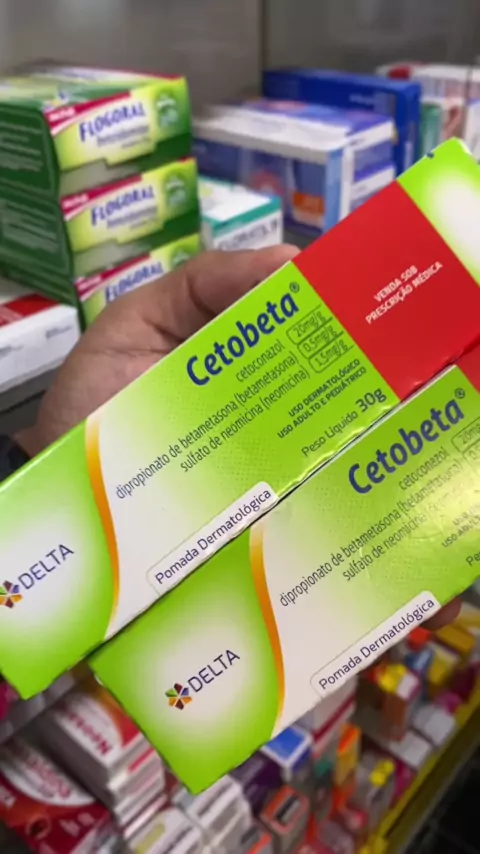 FLOGORAL
FLOGORAL
FLOGORAL
Cetobeta®
cetoconazol 20mg/g
dipropionato de betametasona (betametasona) 0,5mg/g
sulfato de neomicina (neomicina) 1,5mg/g
USO DERMATOLÓGICO
USO ADULTO E PEDIÁTRICO
Peso Líquido 30g
VENDA SOB
PRESCRIÇÃO MÉDICA
Pomada Dermatológica
DELTA
Cetobeta®
cetoconazol 20mg
dipropionato de betametasona (betametasona)
sulfato de neomicina (neomicina)
Pomada Dermatológica
DELTA